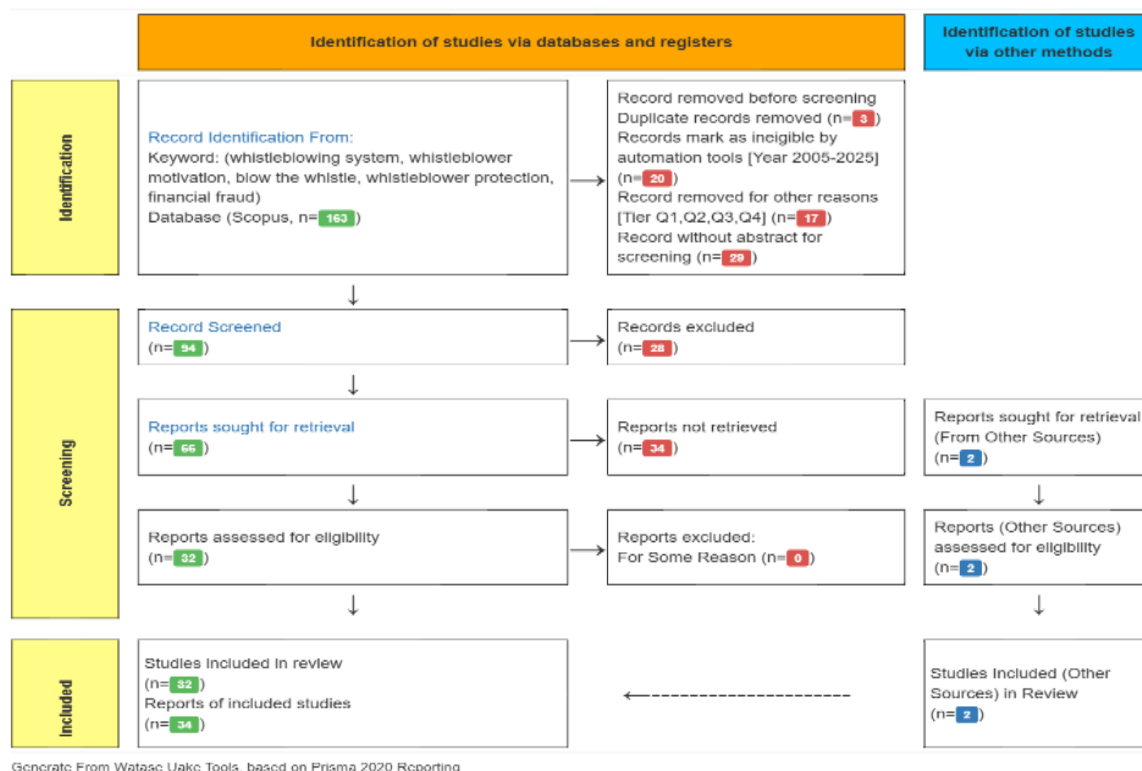 Identification of studies via databases and registers
Identification of studies
via other methods
Identification
Record Identification From:
Keyword: (whistleblowing system, whistleblower
motivation, blow the whistle, whistleblower protection,
financial fraud)
Database (Scopus, n=163)
Record removed before screening
Duplicate records removed (n=3)
Records mark as ineigible by
automation tools [Year 2005-2025]
(n=20)
Record removed for other reasons
[Tier Q1,Q2,Q3,Q4] (n=17)
Record without abstract for
screening (n=29)
Screening
Record Screened
(n=94)
Records excluded
(n=28)
Reports sought for retrieval
(n=66)
Reports not retrieved
(n=34)
Reports sought for retrieval
(From Other Sources)
(n=2)
Reports assessed for eligibility
(n=32)
Reports excluded:
For Some Reason (n=0)
Reports (Other Sources)
assessed for eligibility
(n=2)
Included
Studies Included in review
(n=32)
Reports of included studies
(n=34)
Studies Included (Other
Sources) in Review
(n=2)
Generate From Watase Uake Tools, based on Prisma 2020 Reporting